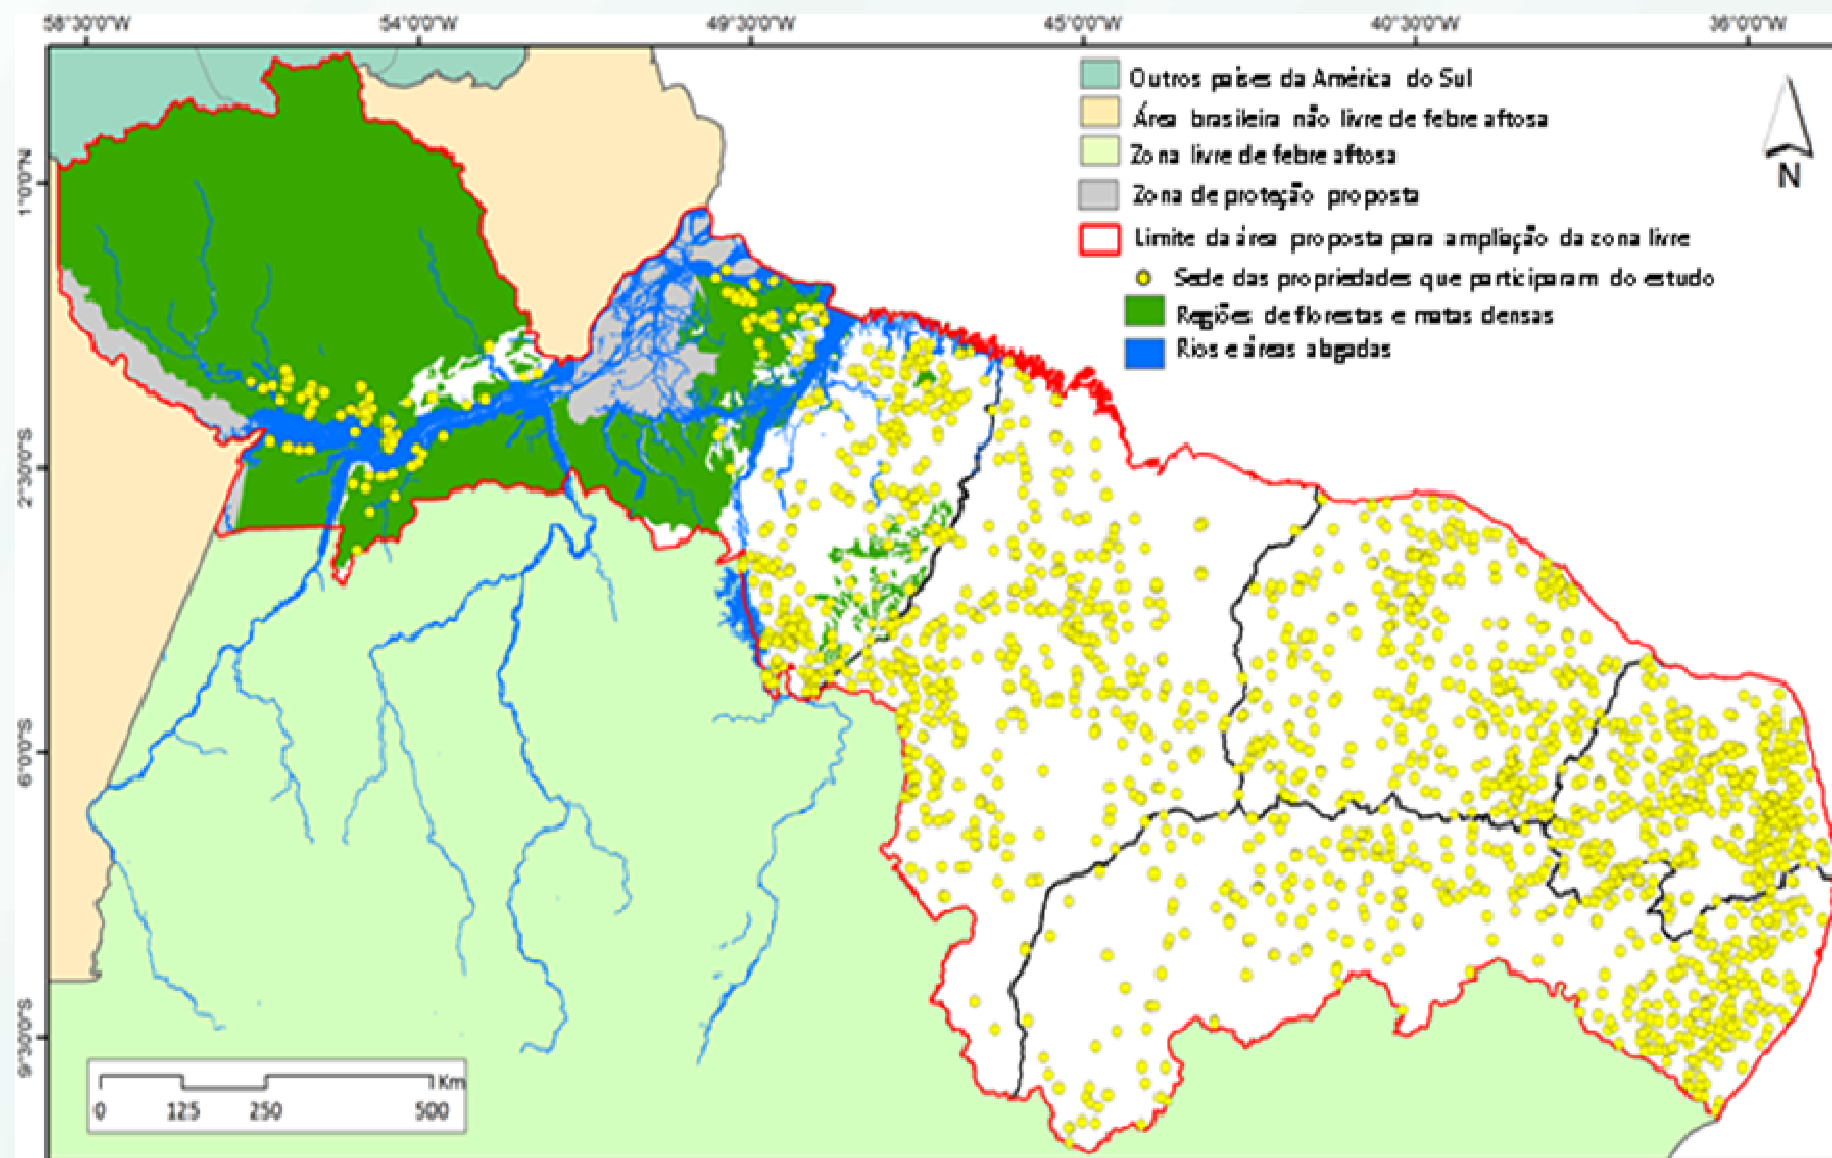 58°30'0"W 54°0'0"W 49°30'0"W 45°0'0"W 40°30'0"W 36°0'0"W
1°0'0"N
2°30'0"S
6°0'0"S
9°30'0"S
Outros países da América do Sul
Área brasileira não livre de febre aftosa
Zona livre de febre aftosa
Zona de proteção proposta
Limite da área proposta para ampliação da zona livre
Sede das propriedades que participaram do estudo
Regiões de florestas e matas densas
Rios e áreas alagadas
N
Km
0 125 250 500